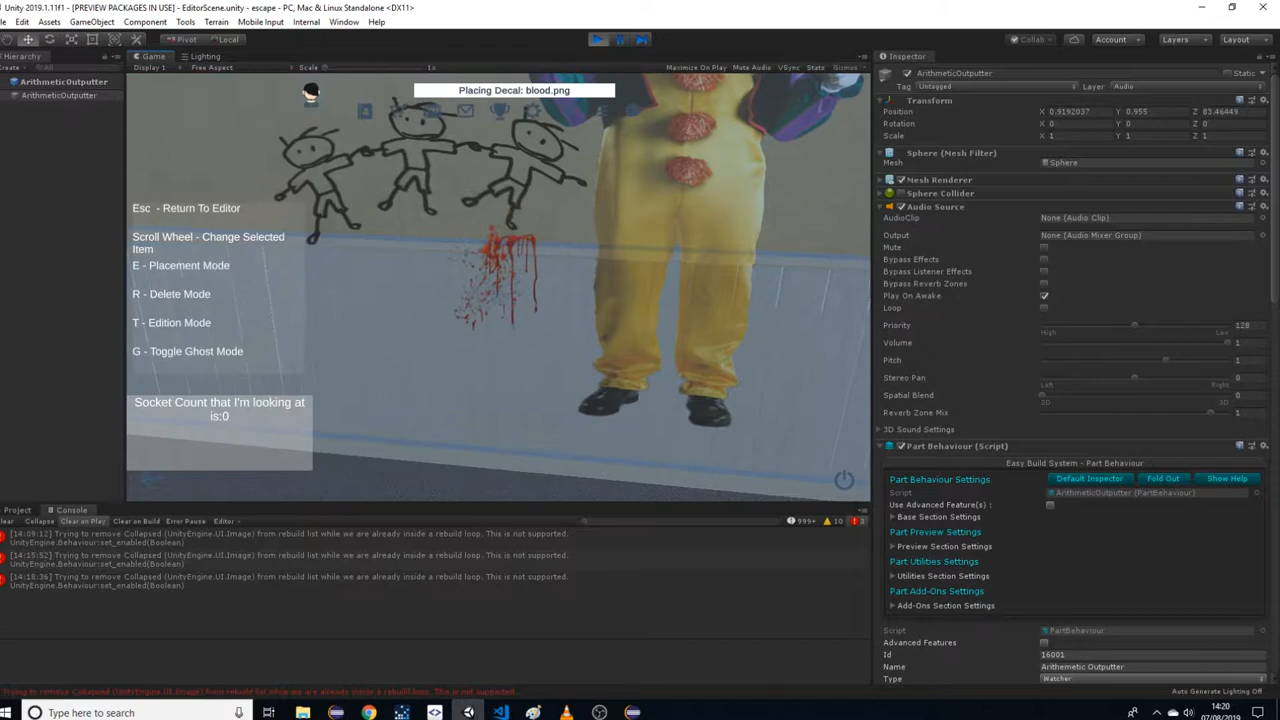 Unity 2019.1.11f1 - [PREVIEW PACKAGES IN USE] - EditorScene.unity - escape - PC, Mac & Linux Standalone <DX11>
Edit Assets GameObject Component Tools Terrain Mobile Input Internal Window Help
Pivot Local Collab Account Layers Layout
Hierarchy
Create All
ArithmeticOutputter
ArithmeticOutputter
Game Lighting
Display 1 Free Aspect Scale 1x Maximize On Play Mute Audio VSync Stats Gizmos
Placing Decal: blood.png
Esc - Return To Editor
Scroll Wheel - Change Selected
Item
E - Placement Mode
R - Delete Mode
T - Edition Mode
G - Toggle Ghost Mode
Socket Count that I'm looking at
is:0
Inspector
ArithmeticOutputter Static
Tag Untagged Layer Audio
Transform
Position X 0.9192037 Y 0.955 Z 83.46449
Rotation X 0 Y 0 Z 0
Scale X 1 Y 1 Z 1
Sphere (Mesh Filter)
Mesh Sphere
Mesh Renderer
Sphere Collider
Audio Source
AudioClip None (Audio Clip)
Output None (Audio Mixer Group)
Mute
Bypass Effects
Bypass Listener Effects
Bypass Reverb Zones
Play On Awake
Loop
Priority 128
High Low
Volume 1
Pitch 1
Stereo Pan 0
Left Right
Spatial Blend 0
2D 3D
Reverb Zone Mix 1
3D Sound Settings
Part Behaviour (Script)
Easy Build System - Part Behaviour
Part Behaviour Settings Default Inspector Fold Out Show Help
Script ArithmeticOutputter (PartBehaviour)
Use Advanced Feature(s) :
Base Section Settings
Part Preview Settings
Preview Section Settings
Part Utilities Settings
Utilities Section Settings
Part Add-Ons Settings
Add-Ons Section Settings
Script PartBehaviour
Advanced Features
Id 16001
Name Arithemetic Outputter
Type Watcher
Auto Generate Lighting Off
Project Console
Clear Collapse Clear on Play Clear on Build Error Pause Editor 999+ 10 3
[14:09:12] Trying to remove Collapsed (UnityEngine.UI.Image) from rebuild list while we are already inside a rebuild loop. This is not supported.
UnityEngine.Behaviour:set_enabled(Boolean)
[14:15:52] Trying to remove Collapsed (UnityEngine.UI.Image) from rebuild list while we are already inside a rebuild loop. This is not supported.
UnityEngine.Behaviour:set_enabled(Boolean)
[14:18:36] Trying to remove Collapsed (UnityEngine.UI.Image) from rebuild list while we are already inside a rebuild loop. This is not supported.
UnityEngine.Behaviour:set_enabled(Boolean)
Trying to remove Collapsed (UnityEngine.UI.Image) from rebuild list while we are already inside a rebuild loop. This is not supported.
Type here to search
14:20
07/08/2019